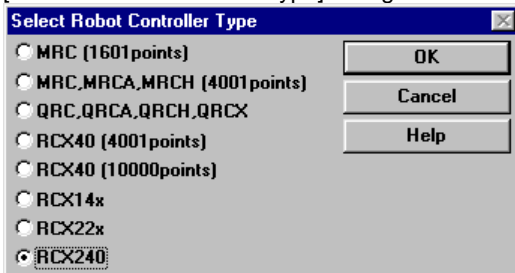 Select Robot Controller Type
MRC (1601points)
OK
MRC,MRCA,MRCH (4001points)
Cancel
QRC,QRCA,QRCH,QRCX
RCX40 (4001points)
Help
RCX40 (10000points)
RCX14x
RCX22x
RCX240